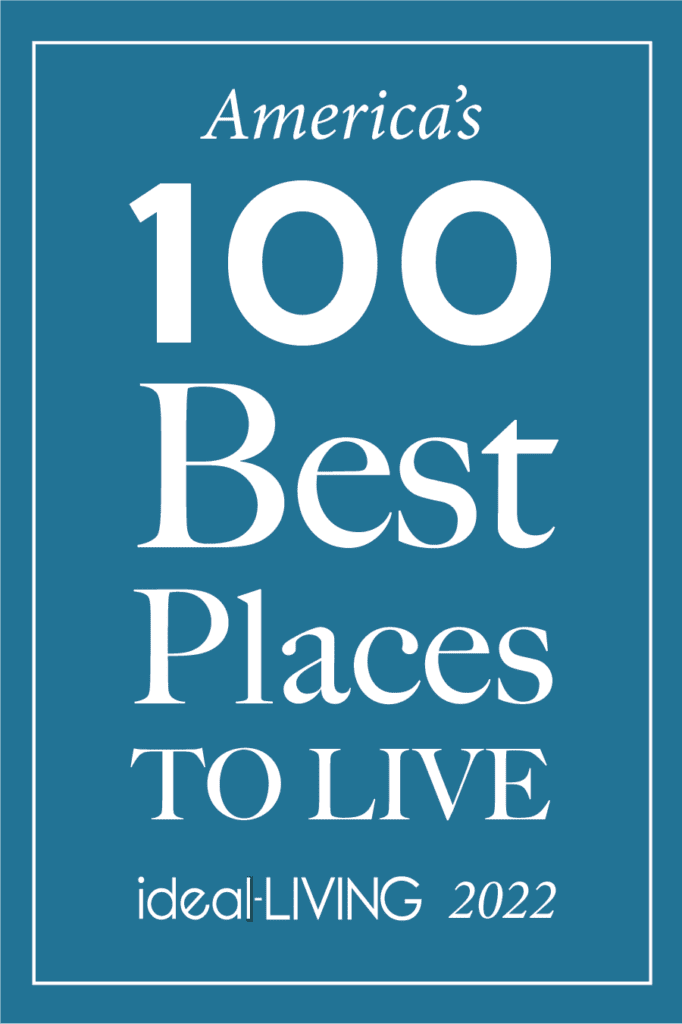 America’s
100
Best
Places
TO LIVE
ideal-LIVING 2022